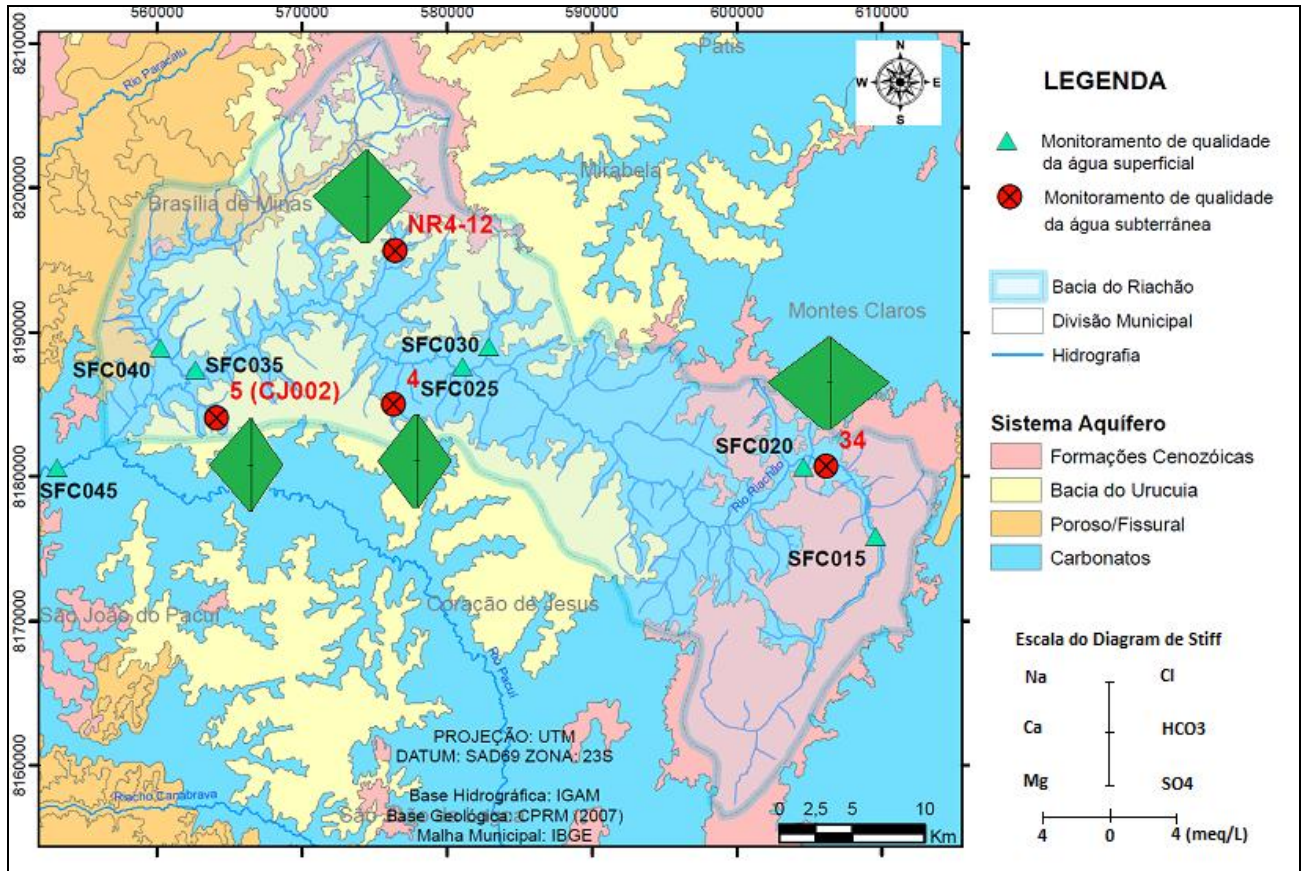 560000 570000 580000 590000 600000 610000
8210000
8200000
8190000
8180000
8170000
8160000
Rio Paracatu
Patis
N
W E
S
Mirabela
Brasília de Minas
NR4-12
Montes Claros
SFC040
SFC035
SFC030
SFC025
5 (CJ002)
4
SFC020
34
SFC045
Rio Riachão
SFC015
São João do Pacuí
Coração de Jesus
Rio Pacuí
PROJEÇÃO: UTM
DATUM: SAD69 ZONA: 23S
Base Hidrográfica: IGAM
Base Geológica: CPRM (2007)
Malha Municipal: IBGE
Riacho Canabrava
0 2,5 5 10
Km
LEGENDA
Monitoramento de qualidade
da água superficial
Monitoramento de qualidade
da água subterrânea
Bacia do Riachão
Divisão Municipal
Hidrografia
Sistema Aquífero
Formações Cenozóicas
Bacia do Urucuia
Poroso/Fissural
Carbonatos
Escala do Diagram de Stiff
Na Cl
Ca HCO3
Mg SO4
4 0 4 (meq/L)